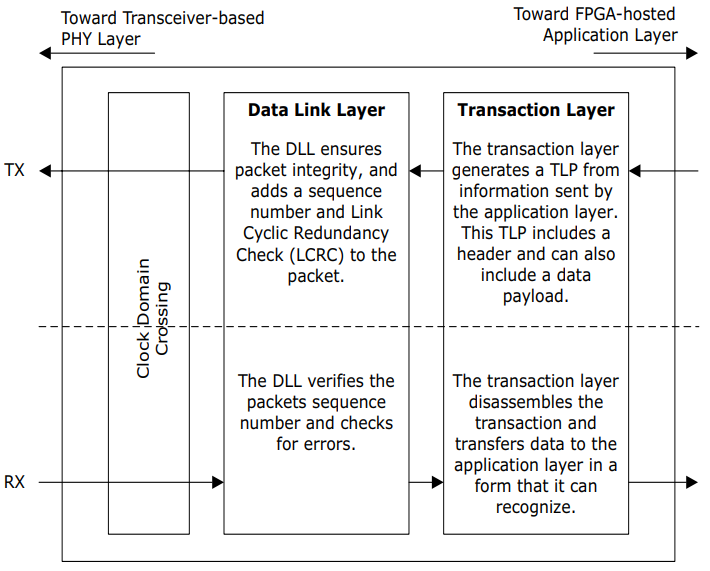 Toward Transceiver-based
PHY Layer
Toward FPGA-hosted
Application Layer
Data Link Layer
Transaction Layer
TX
The DLL ensures
packet integrity, and
adds a sequence
number and Link
Cyclic Redundancy
Check (LCRC) to the
packet.
The transaction layer
generates a TLP from
information sent by
the application layer.
This TLP includes a
header and can also
include a data
payload.
Clock Domain
Crossing
The DLL verifies the
packets sequence
number and checks
for errors.
The transaction layer
disassembles the
transaction and
transfers data to the
application layer in a
form that it can
recognize.
RX